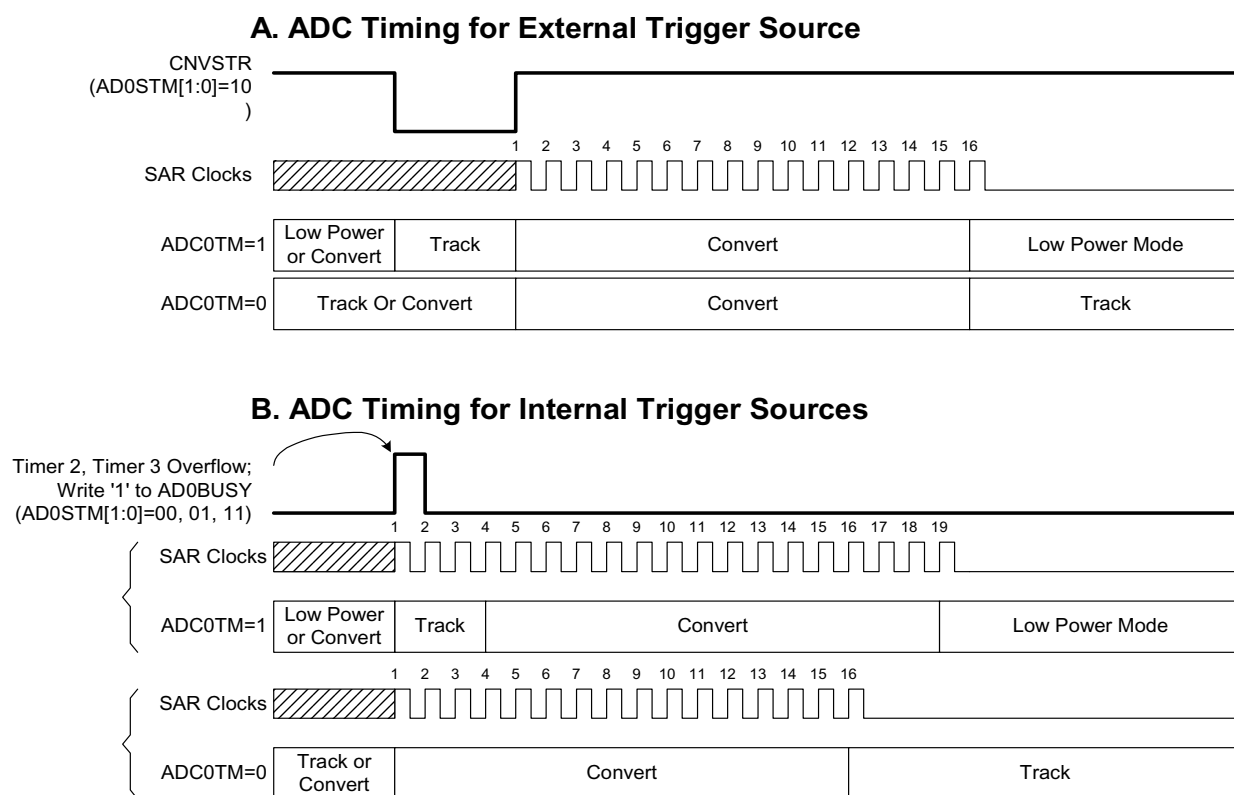 A. ADC Timing for External Trigger Source
CNVSTR
(AD0STM[1:0]=10
)
1 2 3 4 5 6 7 8 9 10 11 12 13 14 15 16
SAR Clocks
ADC0TM=1
Low Power
or Convert
Track
Convert
Low Power Mode
ADC0TM=0
Track Or Convert
Convert
Track
B. ADC Timing for Internal Trigger Sources
Timer 2, Timer 3 Overflow;
Write '1' to AD0BUSY
(AD0STM[1:0]=00, 01, 11)
1 2 3 4 5 6 7 8 9 10 11 12 13 14 15 16 17 18 19
SAR Clocks
ADC0TM=1
Low Power
or Convert
Track
Convert
Low Power Mode
1 2 3 4 5 6 7 8 9 10 11 12 13 14 15 16
SAR Clocks
ADC0TM=0
Track or
Convert
Convert
Track